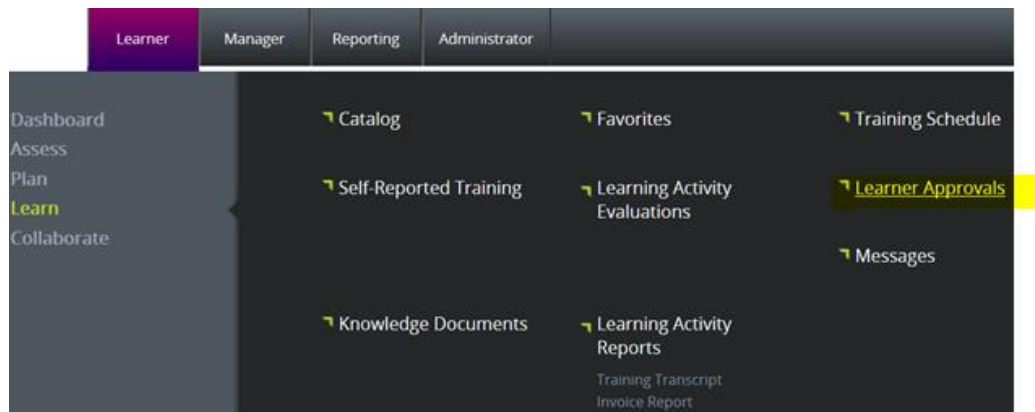 Learner Manager Reporting Administrator
Dashboard
Assess
Plan
Learn
Collaborate
Catalog Favorites Training Schedule
Self-Reported Training Learning Activity Evaluations Learner Approvals
Messages
Knowledge Documents Learning Activity Reports
Training Transcript
Invoice Report